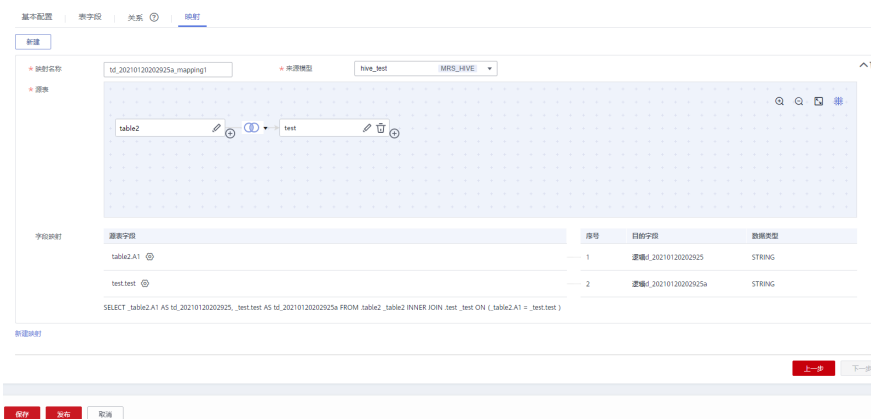 基本配置 表字段 关系 ? 映射
新建
* 映射名称 td_20210120202925a_mapping1 * 来源模型 hive_test MRS_HIVE
* 源表
table2 test
字段映射 源表字段 序号 目的字段 数据类型
table2.A1 1 逻辑d_20210120202925 STRING
test.test 2 逻辑d_20210120202925a STRING
SELECT _table2.A1 AS td_20210120202925, _test.test AS td_20210120202925a FROM .table2 _table2 INNER JOIN .test _test ON (_table2.A1 = _test.test )
新建映射
上一步 下一步
保存 发布 取消